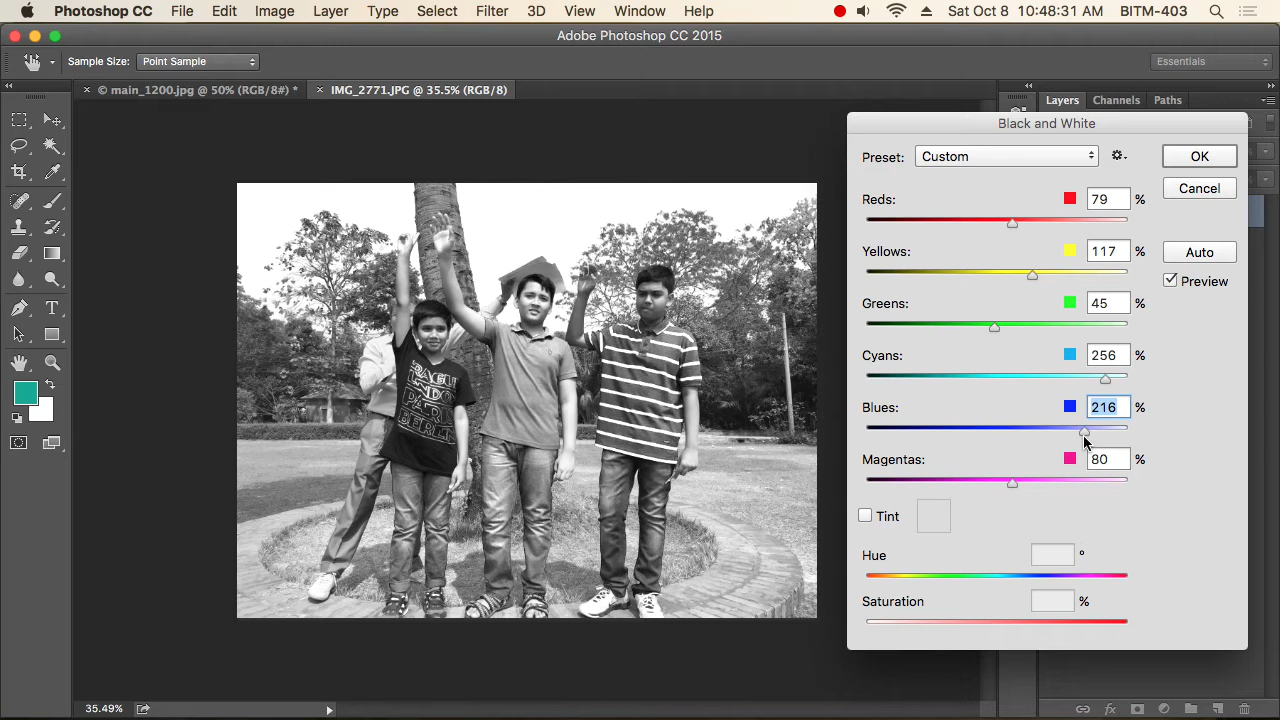 Photoshop CC File Edit Image Layer Type Select Filter 3D View Window Help Sat Oct 8 10:48:31 AM BITM-403
Adobe Photoshop CC 2015
Sample Size: Point Sample Essentials
× © main_1200.jpg @ 50% (RGB/8#) * × IMG_2771.JPG @ 35.5% (RGB/8)
Layers Channels Paths
Black and White
Preset: Custom OK
Cancel
Reds: 79 %
Yellows: 117 % Auto
Preview
Greens: 45 %
Cyans: 256 %
Blues: 216 %
Magentas: 80 %
Tint
Hue °
Saturation %
PARI
BERLIN
35.49%